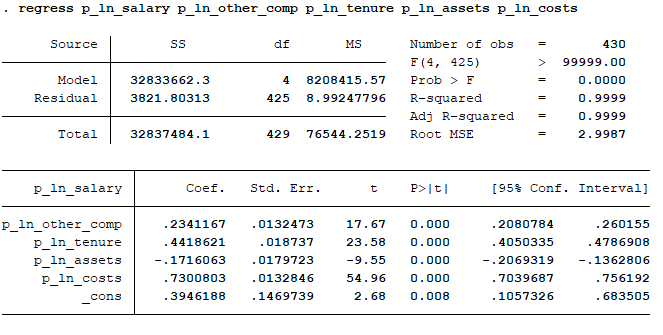 . regress p_ln_salary p_ln_other_comp p_ln_tenure p_ln_assets p_ln_costs
Source | SS df MS Number of obs = 430
F(4, 425) > 99999.00
Model | 32833662.3 4 8208415.57 Prob > F = 0.0000
Residual | 3821.80313 425 8.99247796 R-squared = 0.9999
Adj R-squared = 0.9999
Total | 32837484.1 429 76544.2519 Root MSE = 2.9987
p_ln_salary | Coef. Std. Err. t P>|t| [95% Conf. Interval]
p_ln_other_comp | .2341167 .0132473 17.67 0.000 .2080784 .260155
p_ln_tenure | .4418621 .018737 23.58 0.000 .4050335 .4786908
p_ln_assets | -.1716063 .0179723 -9.55 0.000 -.2069319 -.1362806
p_ln_costs | .7300803 .0132846 54.96 0.000 .7039687 .756192
_cons | .3946188 .1469739 2.68 0.008 .1057326 .683505